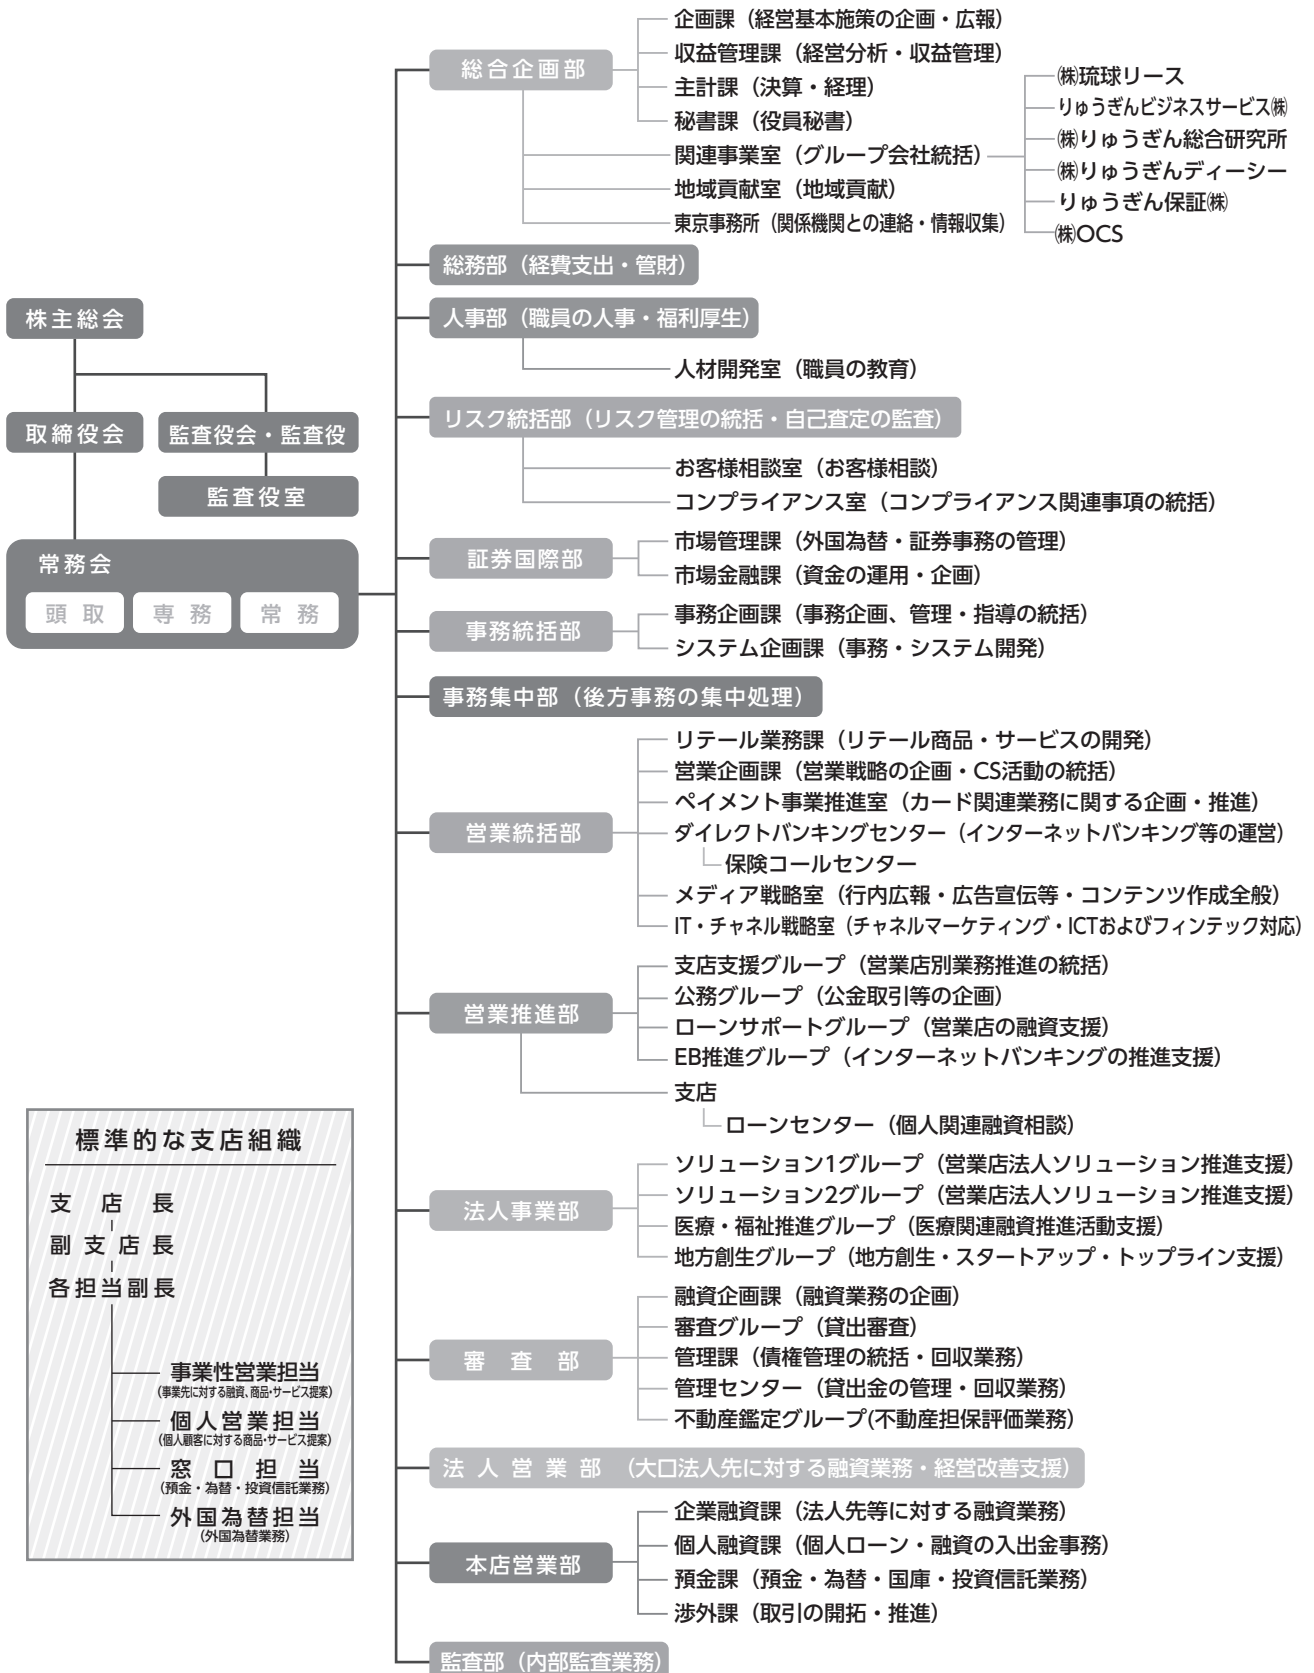 株主総会
取締役会
監査役会・監査役
監査役室
常務会
頭取
専務
常務
総合企画部
企画課（経営基本施策の企画・広報）
収益管理課（経営分析・収益管理）
主計課（決算・経理）
秘書課（役員秘書）
関連事業室（グループ会社統括）
㈱琉球リース
りゅうぎんビジネスサービス㈱
㈱りゅうぎん総合研究所
㈱りゅうぎんディーシー
りゅうぎん保証㈱
㈱OCS
地域貢献室（地域貢献）
東京事務所（関係機関との連絡・情報収集）
総務部（経費支出・管財）
人事部（職員の人事・福利厚生）
人材開発室（職員の教育）
リスク統括部（リスク管理の統括・自己査定の監査）
お客様相談室（お客様相談）
コンプライアンス室（コンプライアンス関連事項の統括）
証券国際部
市場管理課（外国為替・証券事務の管理）
市場金融課（資金の運用・企画）
事務統括部
事務企画課（事務企画、管理・指導の統括）
システム企画課（事務・システム開発）
事務集中部（後方事務の集中処理）
営業統括部
リテール業務課（リテール商品・サービスの開発）
営業企画課（営業戦略の企画・CS活動の統括）
ペイメント事業推進室（カード関連業務に関する企画・推進）
ダイレクトバンキングセンター（インターネットバンキング等の運営）
保険コールセンター
メディア戦略室（行内広報・広告宣伝等・コンテンツ作成全般）
IT・チャネル戦略室（チャネルマーケティング・ICTおよびフィンテック対応）
営業推進部
支店支援グループ（営業店別業務推進の統括）
公務グループ（公金取引等の企画）
ローンサポートグループ（営業店の融資支援）
EB推進グループ（インターネットバンキングの推進支援）
支店
ローンセンター（個人関連融資相談）
法人事業部
ソリューション1グループ（営業店法人ソリューション推進支援）
ソリューション2グループ（営業店法人ソリューション推進支援）
医療・福祉推進グループ（医療関連融資推進活動支援）
地方創生グループ（地方創生・スタートアップ・トップライン支援）
審査部
融資企画課（融資業務の企画）
審査グループ（貸出審査）
管理課（債権管理の統括・回収業務）
管理センター（貸出金の管理・回収業務）
不動産鑑定グループ(不動産担保評価業務）
法人営業部（大口法人先に対する融資業務・経営改善支援）
本店営業部
企業融資課（法人先等に対する融資業務）
個人融資課（個人ローン・融資の入出金事務）
預金課（預金・為替・国庫・投資信託業務）
渉外課（取引の開拓・推進）
監査部（内部監査業務）
標準的な支店組織
支店長
副支店長
各担当副長
事業性営業担当
（事業先に対する融資、商品・サービス提案）
個人営業担当
（個人顧客に対する商品・サービス提案）
窓口担当
（預金・為替・投資信託業務）
外国為替担当
（外国為替業務）